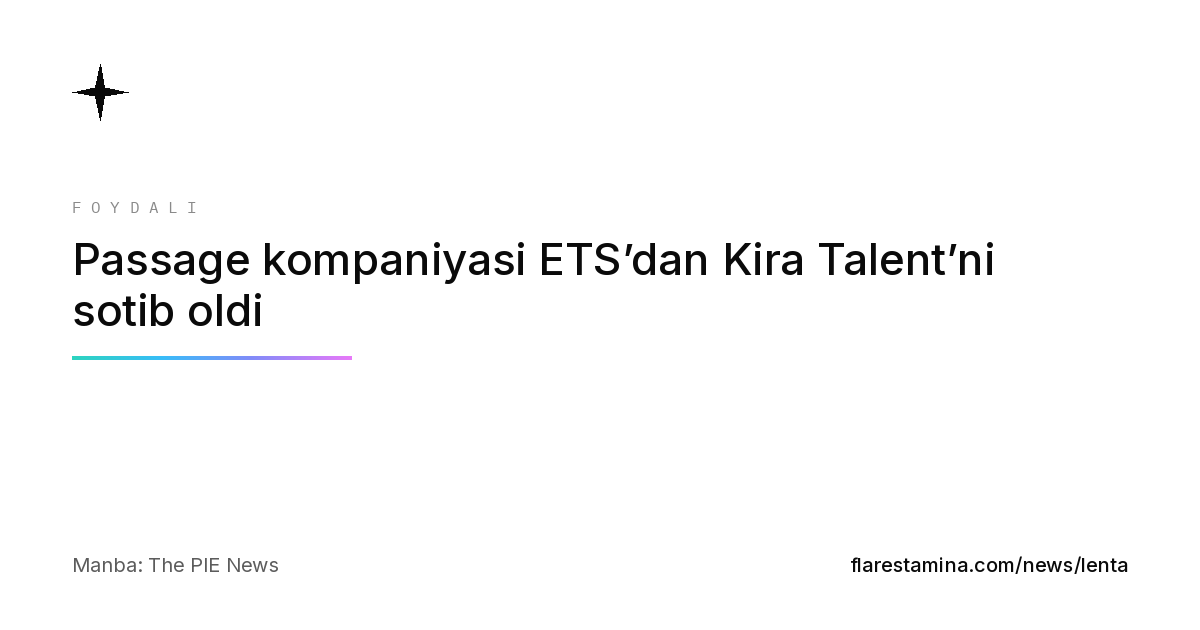 FOYDALI
Passage kompaniyasi ETS’dan Kira Talent’ni
sotib oldi
Manba: The PIE News
flarestamina.com/news/lenta